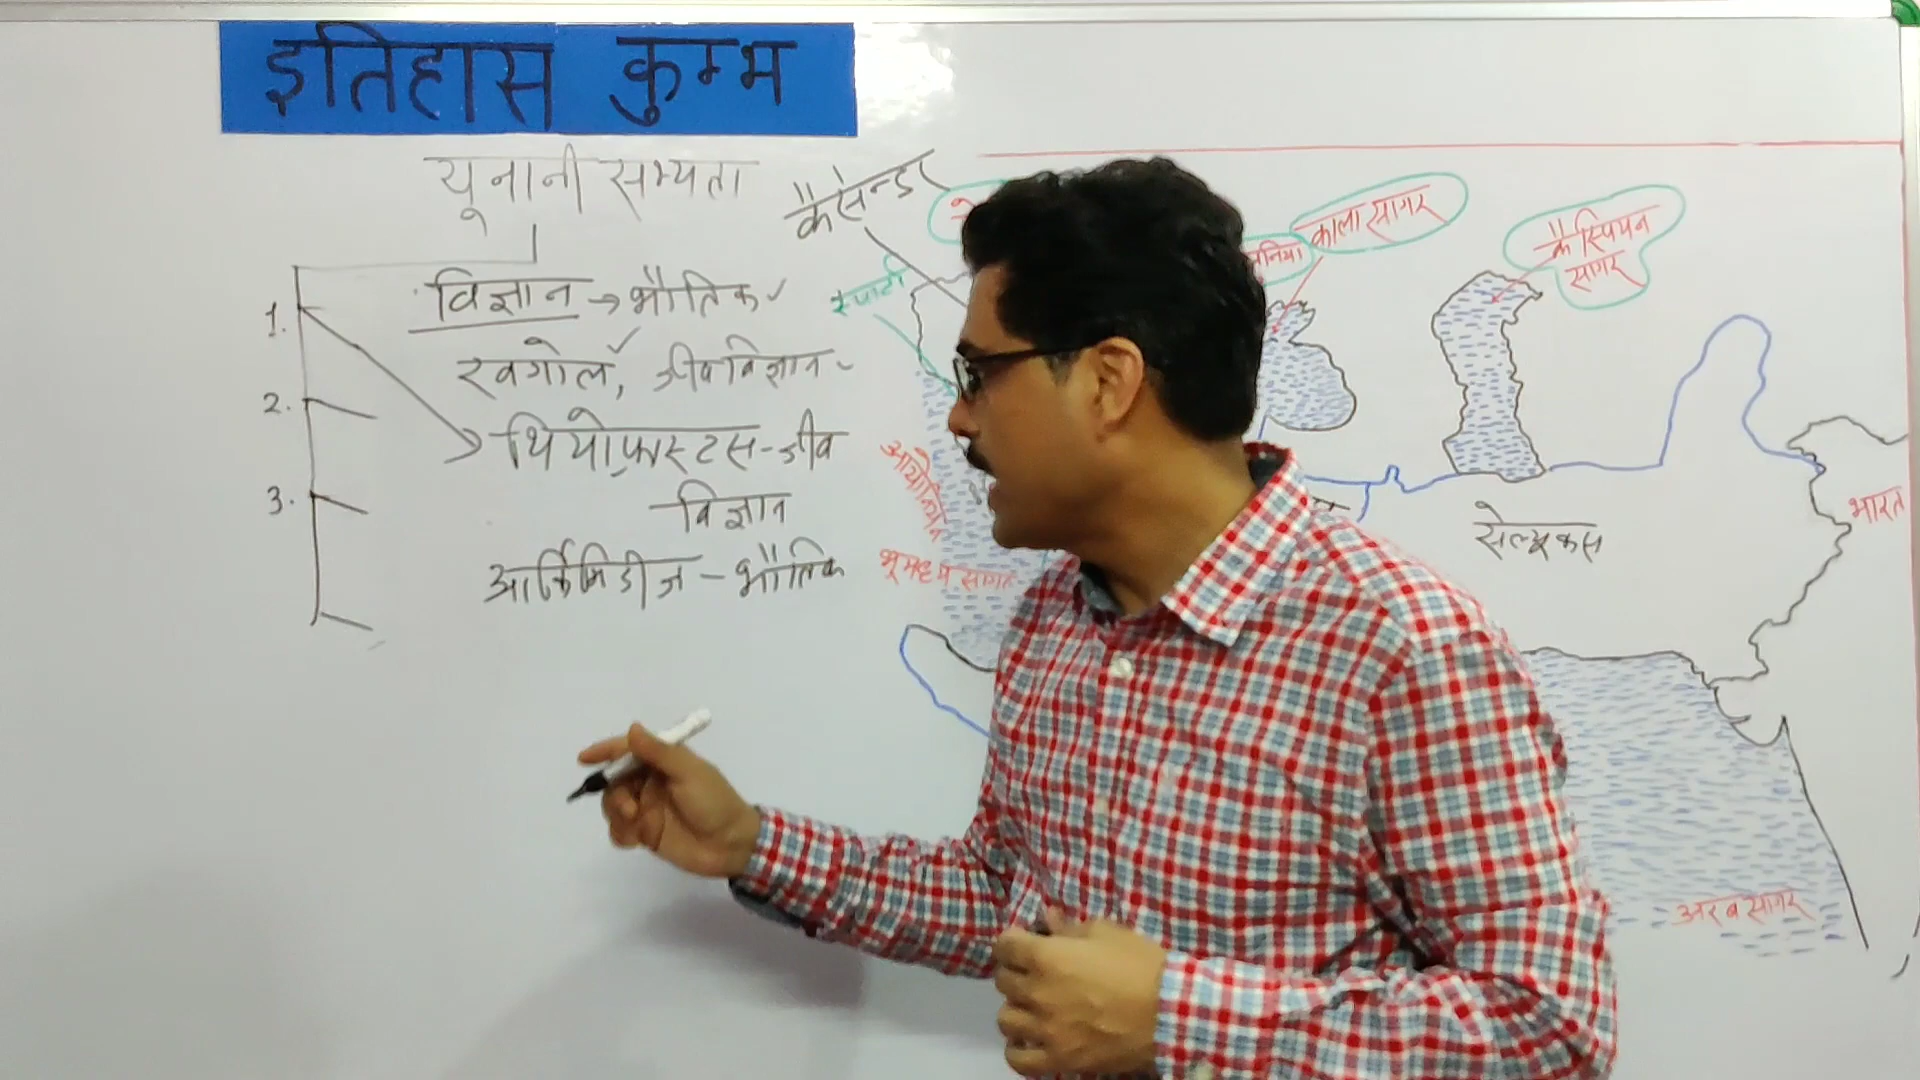 इतिहास कुम्भ
यूनानी सभ्यता
1. विज्ञान → भौतिक ✓
खगोल ✓, जीवविज्ञान ✓
2.
थियोफ्रास्टस - जीव
विज्ञान
3.
आर्किमिडीज - भौतिक
कैसेन्डर
स्पार्टा
काला सागर
कैस्पियन
सागर
आयोनियन
भूमध्य सागर
सेल्यूकस
भारत
अरब सागर